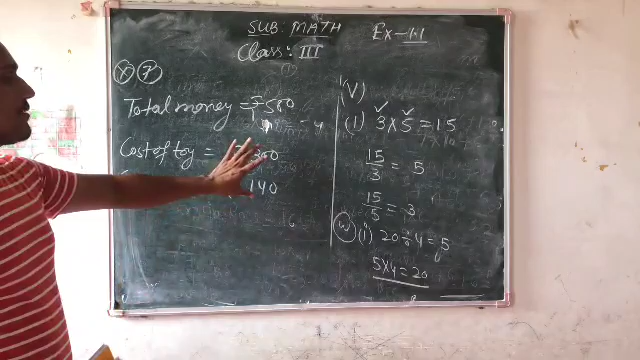 SUB: MATH
Ex-1.1
Class: III
Total money = ₹ 580
Cost of toy =
140
(V)
(i) 3 × 5 = 15
15/3 = 5
15/5 = 3
(i) 20 ÷ 4 = 5
5 × 4 = 20